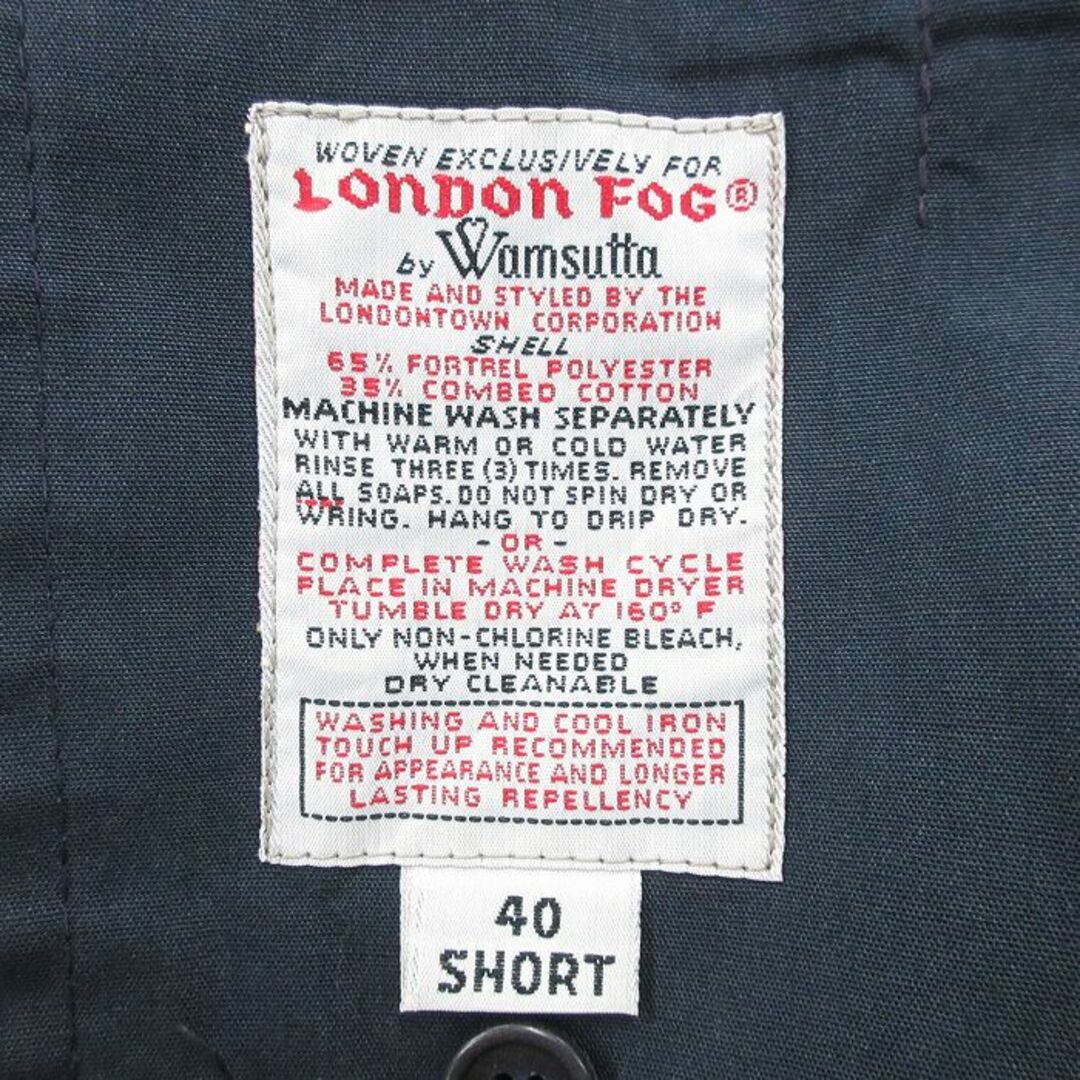 WOVEN EXCLUSIVELY FOR
LONDON FOG®
by Wamsutta
MADE AND STYLED BY THE
LONDONTOWN CORPORATION
SHELL
65% FORTREL POLYESTER
35% COMBED COTTON
MACHINE WASH SEPARATELY
WITH WARM OR COLD WATER
RINSE THREE (3) TIMES. REMOVE
ALL SOAPS. DO NOT SPIN DRY OR
WRING. HANG TO DRIP DRY.
- OR -
COMPLETE WASH CYCLE
PLACE IN MACHINE DRYER
TUMBLE DRY AT 160° F
ONLY NON-CHLORINE BLEACH,
WHEN NEEDED
DRY CLEANABLE
WASHING AND COOL IRON
TOUCH UP RECOMMENDED
FOR APPEARANCE AND LONGER
LASTING REPELLENCY
40
SHORT